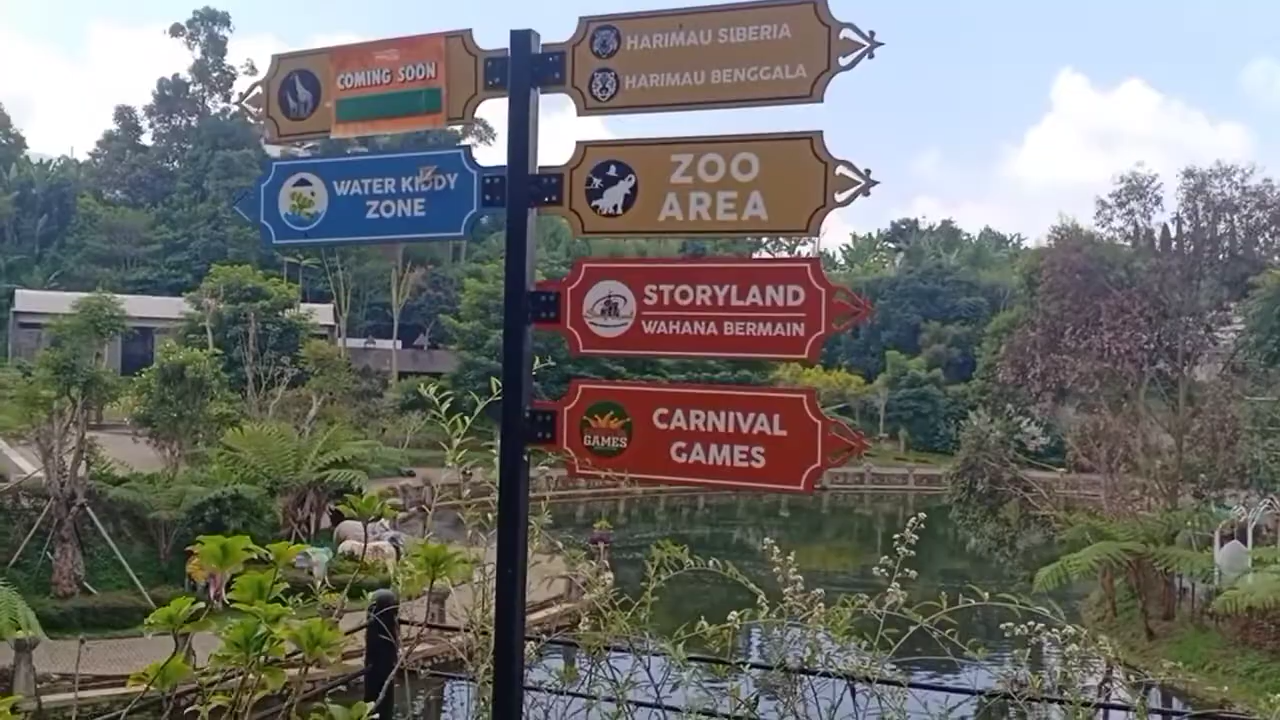 COMING SOON
WATER KIDDY
ZONE
HARIMAU SIBERIA
HARIMAU BENGGALA
ZOO
AREA
STORYLAND
WAHANA BERMAIN
GAMES
CARNIVAL
GAMES